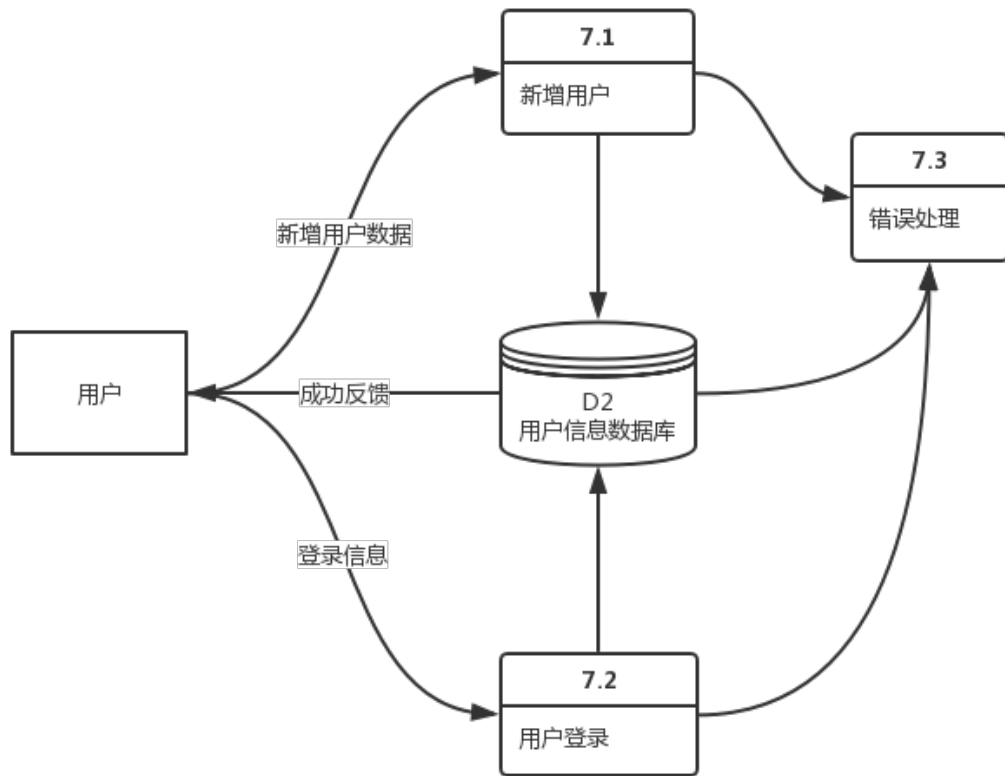 7.1
新增用户
7.3
错误处理
新增用户数据
用户
成功反馈
D2
用户信息数据库
登录信息
7.2
用户登录